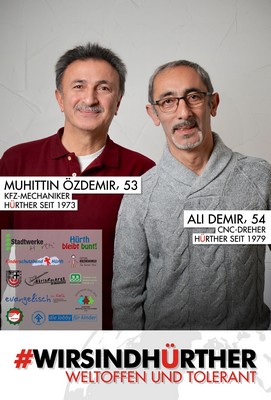 MUHITTIN ÖZDEMIR, 53
KFZ-MECHANIKER
HÜRTHER SEIT 1973
ALI DEMIR, 54
CNC-DREHER
HÜRTHER SEIT 1979
Stadtwerke
Hürth
bleibt bunt!
evangelisch
#WIRSINDHÜRTHER
WELTOFFEN UND TOLERANT